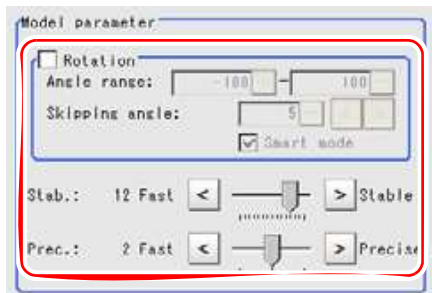 Model parameter
Rotation
Angle range: -180 - 180
Skipping angle: 5
Smart mode
Stab.: 12 Fast < > Stable
Prec.: 2 Fast < > Precise